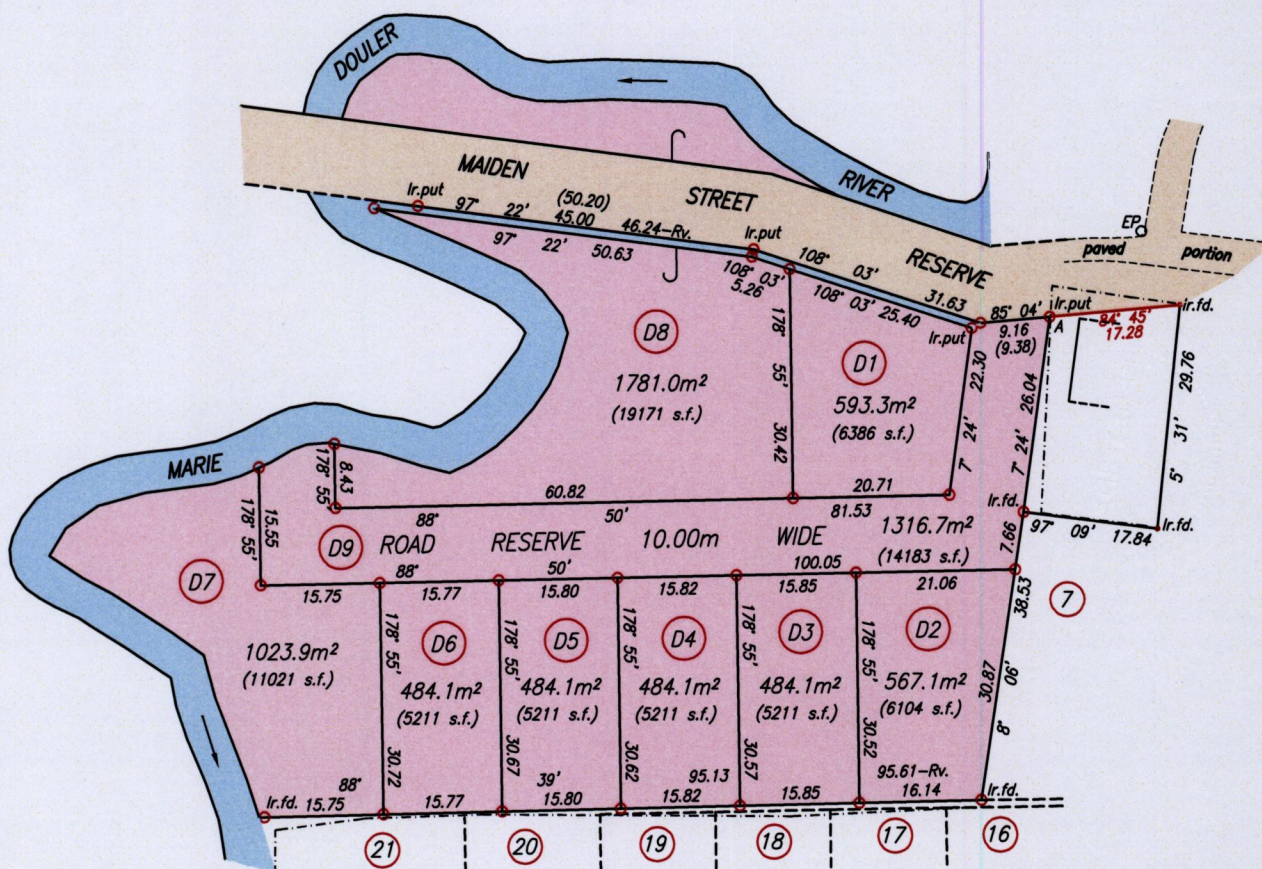 DOULER
MAIDEN STREET RESERVE
RIVER
EP
paved portion
Ir.put
97° 22' (50.20)
45.00
46.24-Rv.
97° 22' 50.63
Ir.put
108° 03' 31.63
108° 03'
5.26
108° 03' 25.40
85° 04'
9.16
(9.38)
Ir.put
A
84° 45'
17.28
ir.fd.
Ir.put
D8
1781.0m²
(19171 s.f.)
178° 55' 30.42
D1
593.3m²
(6386 s.f.)
22.30
7° 24'
26.04
7° 24'
29.76
5° 31'
MARIE
178° 55'
8.43
178° 55'
15.55
60.82
88° 50'
20.71
81.53
Ir.fd.
97° 09' 17.84
Ir.fd.
7.66
D9
ROAD RESERVE 10.00m WIDE
1316.7m²
(14183 s.f.)
88° 50' 100.05
D7
15.75 15.77 15.80 15.82 15.85 21.06
38.53
7
1023.9m²
(11021 s.f.)
178° 55' 30.72
D6
484.1m²
(5211 s.f.)
178° 55' 30.67
D5
484.1m²
(5211 s.f.)
178° 55' 30.62
D4
484.1m²
(5211 s.f.)
178° 55' 30.57
D3
484.1m²
(5211 s.f.)
178° 55' 30.52
D2
567.1m²
(6104 s.f.)
30.87
8° 06'
88° 39' 95.13
95.61-Rv.
Ir.fd. 15.75 15.77 15.80 15.82 15.85 16.14 Ir.fd.
21 20 19 18 17 16